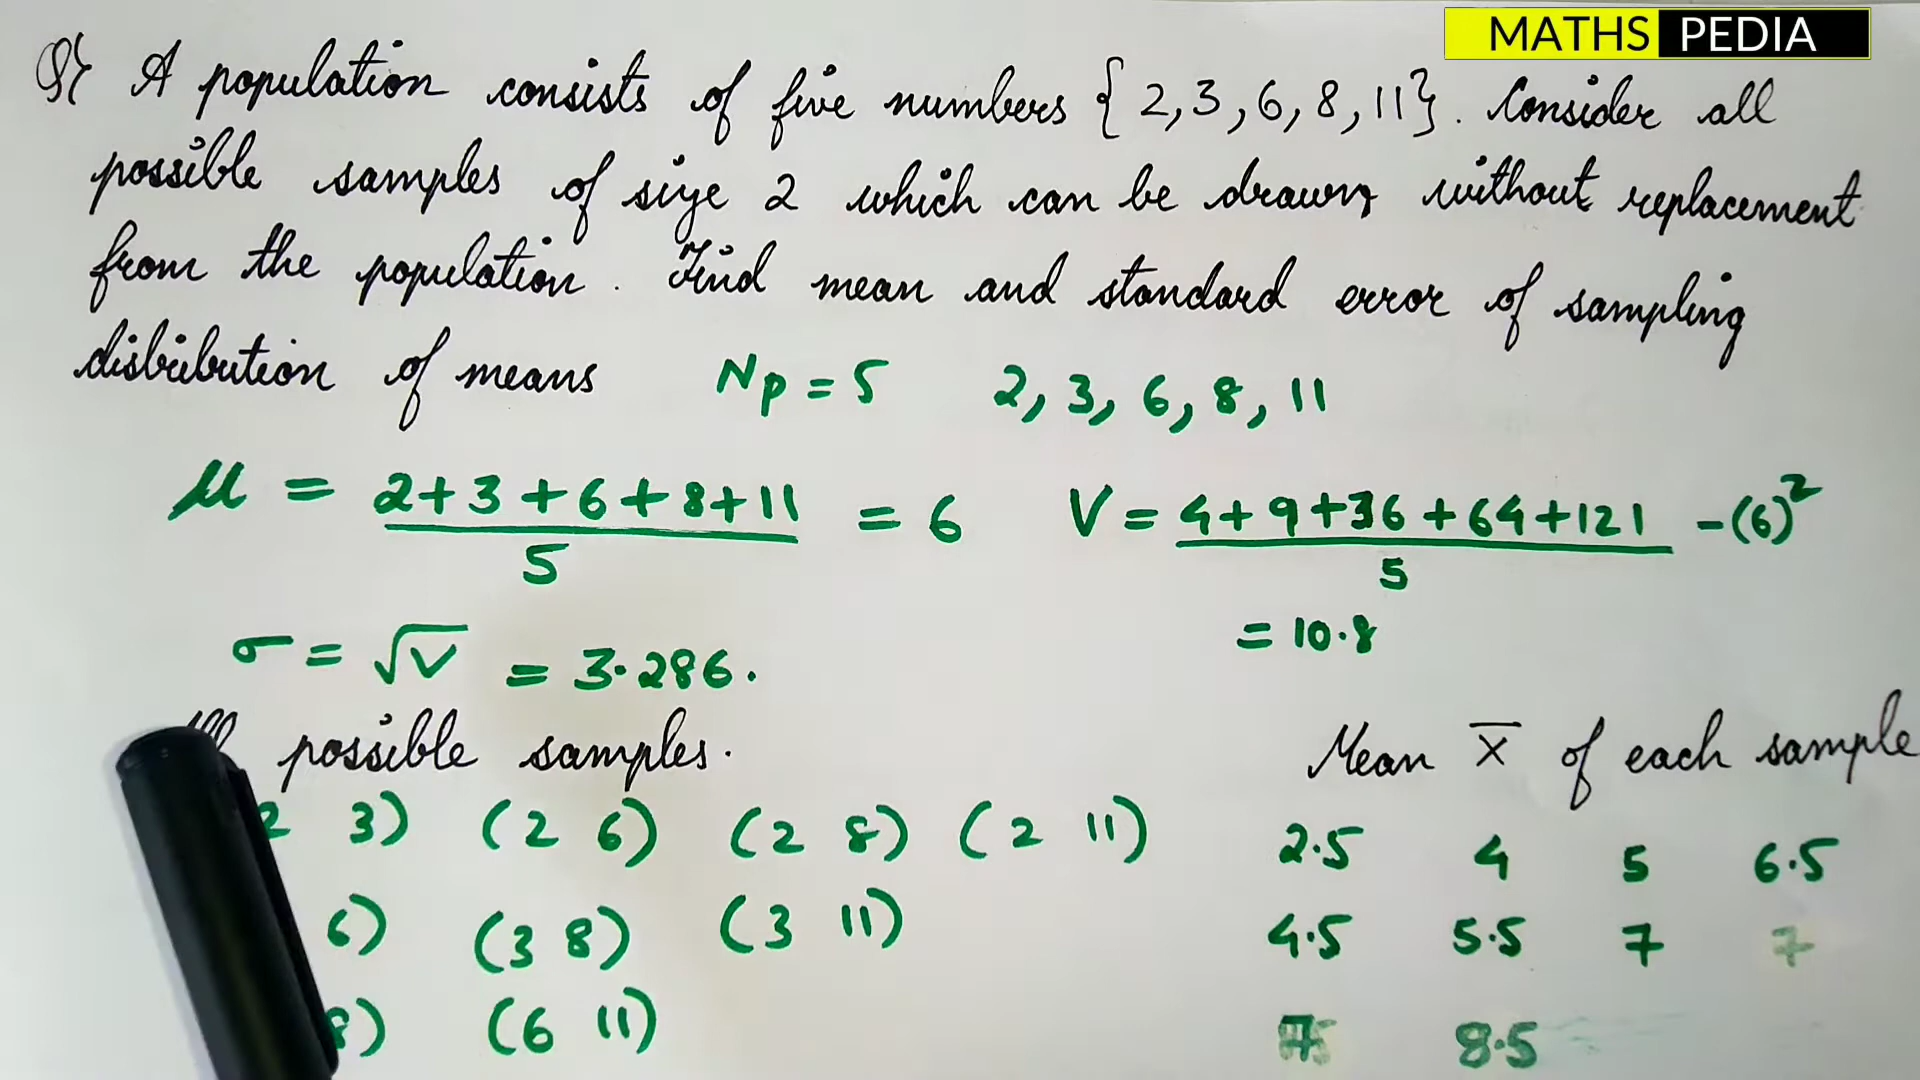 MATHS PEDIA
Q) A population consists of five numbers {2,3,6,8,11}. Consider all
possible samples of size 2 which can be drawn without replacement
from the population. Find mean and standard error of sampling
distribution of means Np = 5 2, 3, 6, 8, 11
μ = 2+3+6+8+11 / 5 = 6 V = 4+9+36+64+121 / 5 - (6)²
= 10.8
σ = √V = 3.286.
possible samples. Mean X̅ of each sample
2 3) (2 6) (2 8) (2 11) 2.5 4 5 6.5
6) (3 8) (3 11) 4.5 5.5 7 7
8) (6 11) 7 8.5